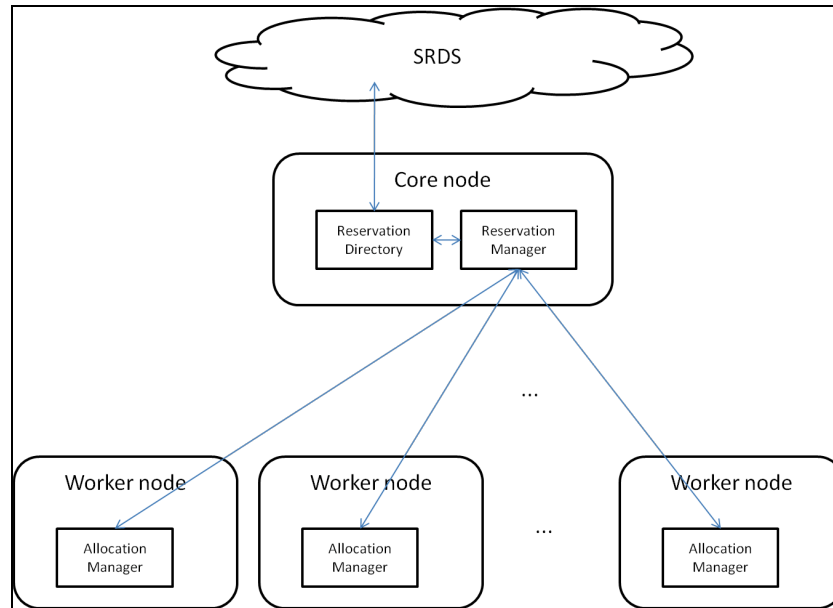 SRDS
Core node
Reservation
Directory
Reservation
Manager
...
Worker node
Worker node
Worker node
...
Allocation
Manager
Allocation
Manager
Allocation
Manager